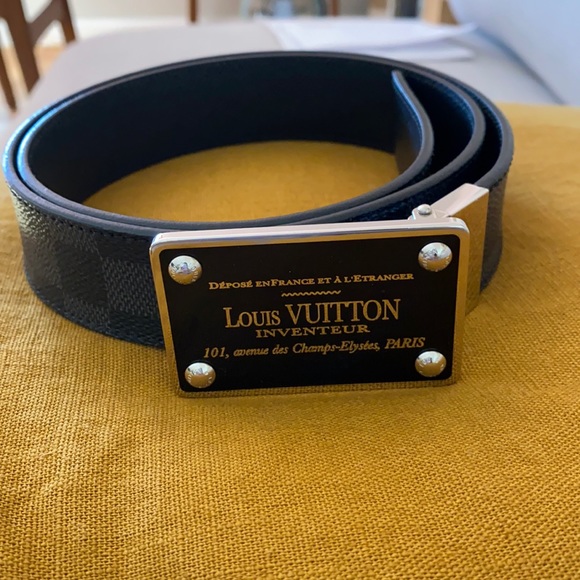 DÉPOSÉ ENFRANCE ET À L'ETRANGER
LOUIS VUITTON
INVENTEUR
101, avenue des Champs-Elysées, PARIS